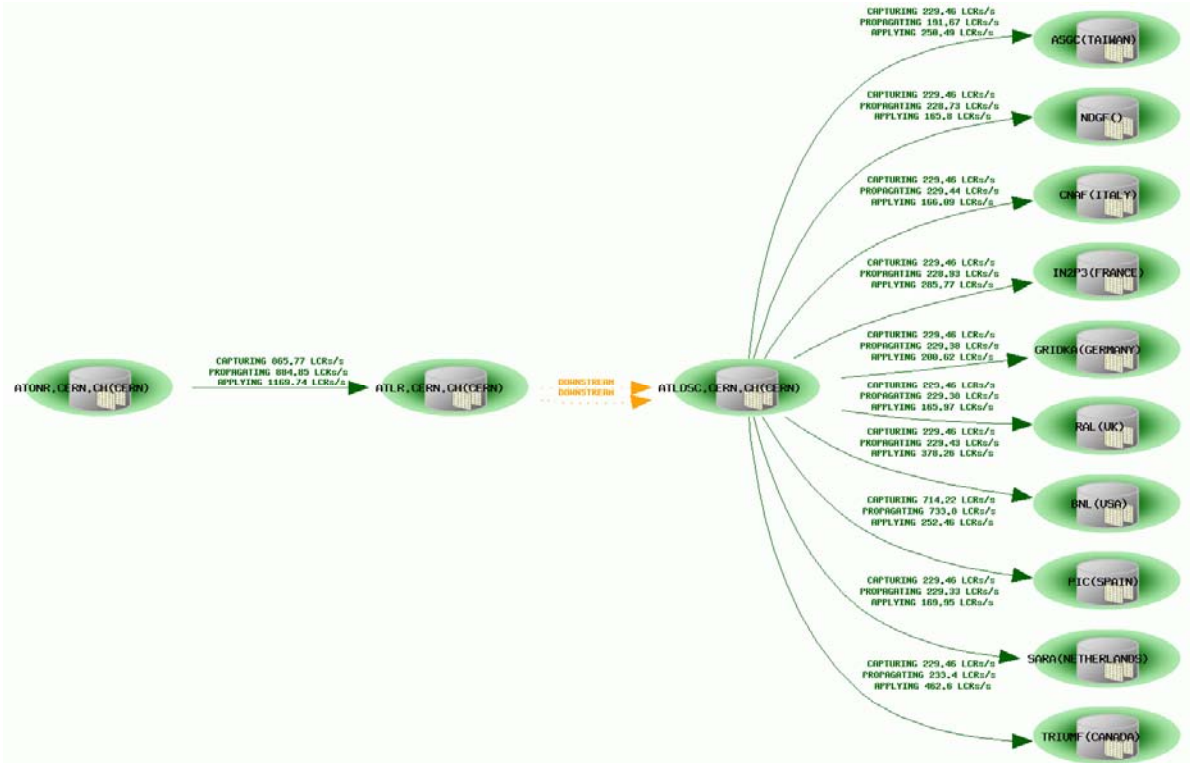 ATONR.CERN.CH(CERN)
CAPTURING 865.77 LCRs/s
PROPAGATING 884.85 LCRs/s
APPLYING 1169.74 LCRs/s
ATLR.CERN.CH(CERN)
DOWNSTREAM
DOWNSTREAM
ATLDSC.CERN.CH(CERN)
CAPTURING 229.46 LCRs/s
PROPAGATING 191.67 LCRs/s
APPLYING 250.49 LCRs/s
ASGC(TAIWAN)
CAPTURING 229.46 LCRs/s
PROPAGATING 228.73 LCRs/s
APPLYING 165.8 LCRs/s
NDGF()
CAPTURING 229.46 LCRs/s
PROPAGATING 229.44 LCRs/s
APPLYING 166.89 LCRs/s
CNAF(ITALY)
CAPTURING 229.46 LCRs/s
PROPAGATING 228.93 LCRs/s
APPLYING 205.77 LCRs/s
IN2P3(FRANCE)
CAPTURING 229.46 LCRs/s
PROPAGATING 229.38 LCRs/s
APPLYING 200.62 LCRs/s
GRIDKA(GERMANY)
CAPTURING 229.46 LCRs/s
PROPAGATING 229.38 LCRs/s
APPLYING 165.97 LCRs/s
RAL(UK)
CAPTURING 229.46 LCRs/s
PROPAGATING 229.43 LCRs/s
APPLYING 378.26 LCRs/s
BNL(USA)
CAPTURING 714.22 LCRs/s
PROPAGATING 733.8 LCRs/s
APPLYING 252.46 LCRs/s
PIC(SPAIN)
CAPTURING 229.46 LCRs/s
PROPAGATING 229.33 LCRs/s
APPLYING 169.95 LCRs/s
SARA(NETHERLANDS)
CAPTURING 229.46 LCRs/s
PROPAGATING 233.4 LCRs/s
APPLYING 462.6 LCRs/s
TRIUMF(CANADA)